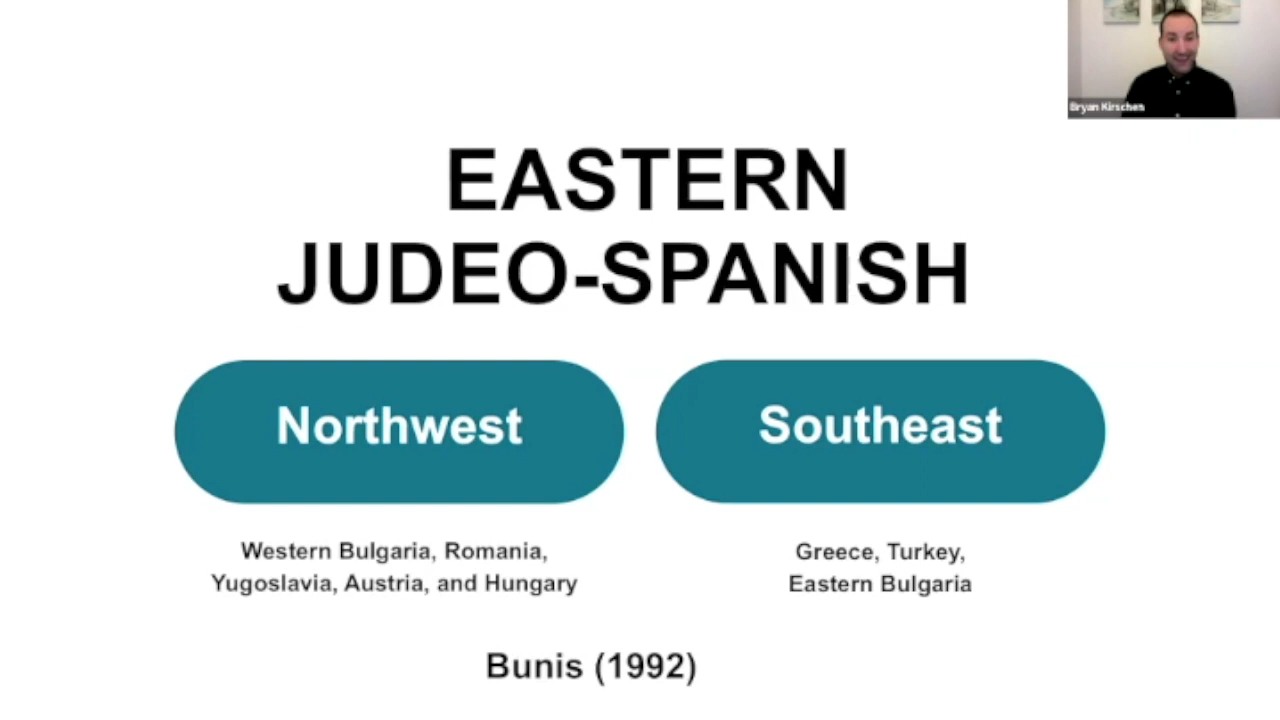 Bryan Kirschen
EASTERN
JUDEO-SPANISH
Northwest
Southeast
Western Bulgaria, Romania,
Yugoslavia, Austria, and Hungary
Greece, Turkey,
Eastern Bulgaria
Bunis (1992)